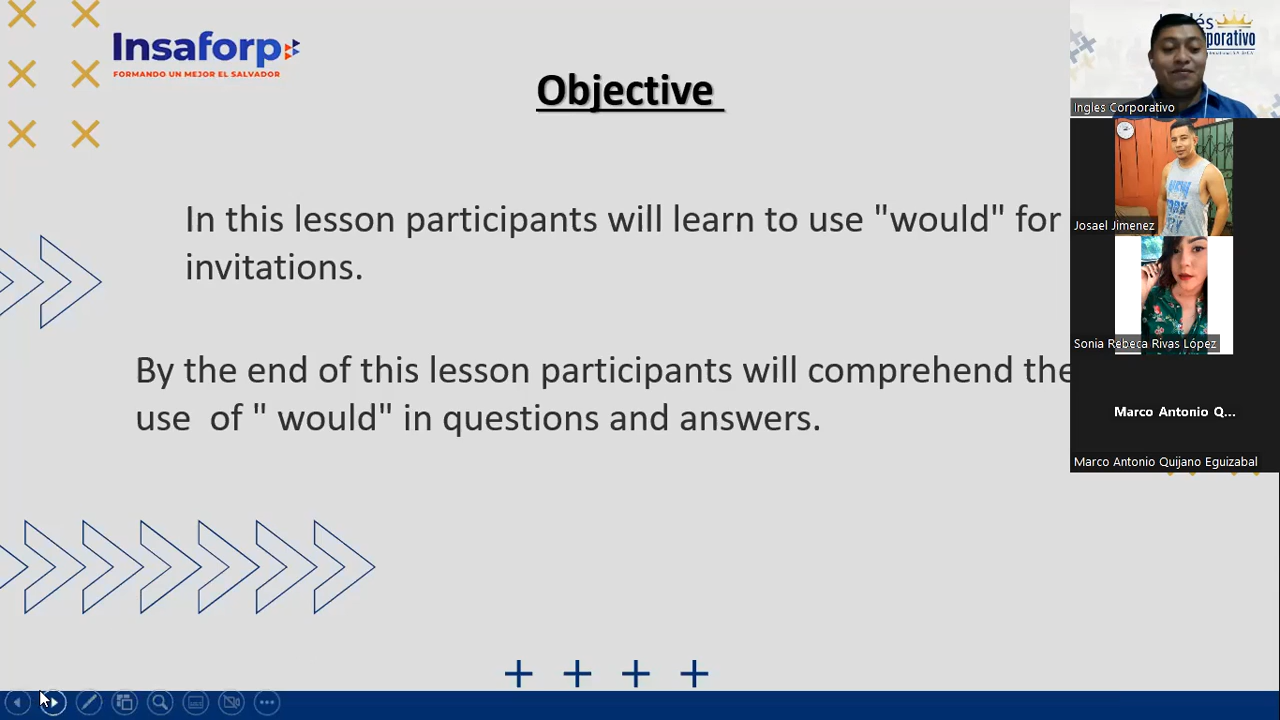 Insaforp
FORMANDO UN MEJOR EL SALVADOR
Objective
In this lesson participants will learn to use "would" for
invitations.
By the end of this lesson participants will comprehend the
use  of " would" in questions and answers.
Ingles Corporativo
Josael Jimenez
Sonia Rebeca Rivas López
Marco Antonio Q...
Marco Antonio Quijano Eguizabal